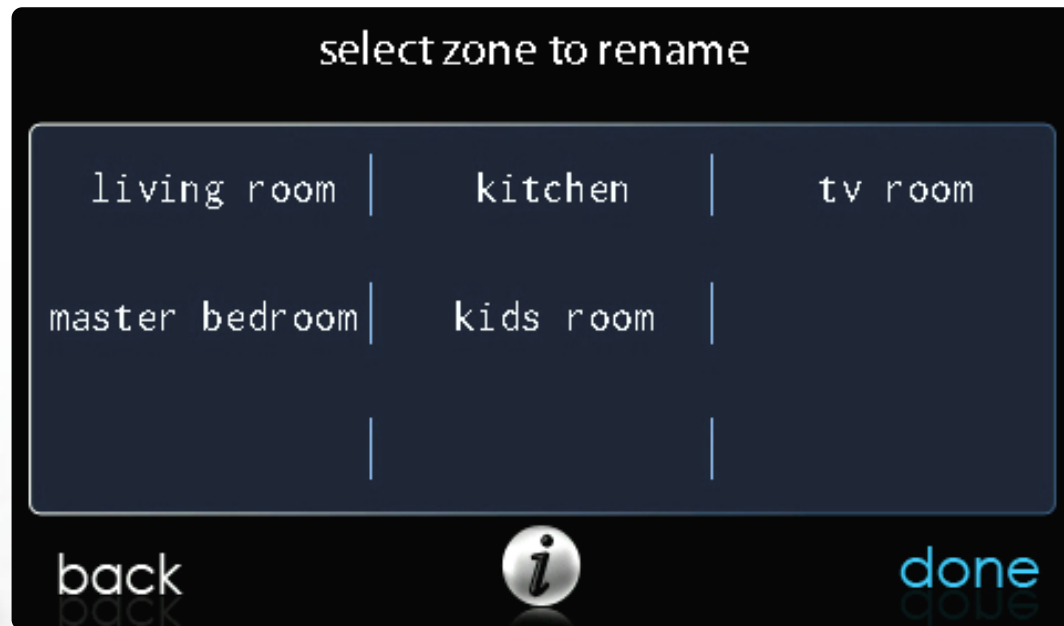 select zone to rename
living room kitchen tv room
master bedroom kids room
back i done